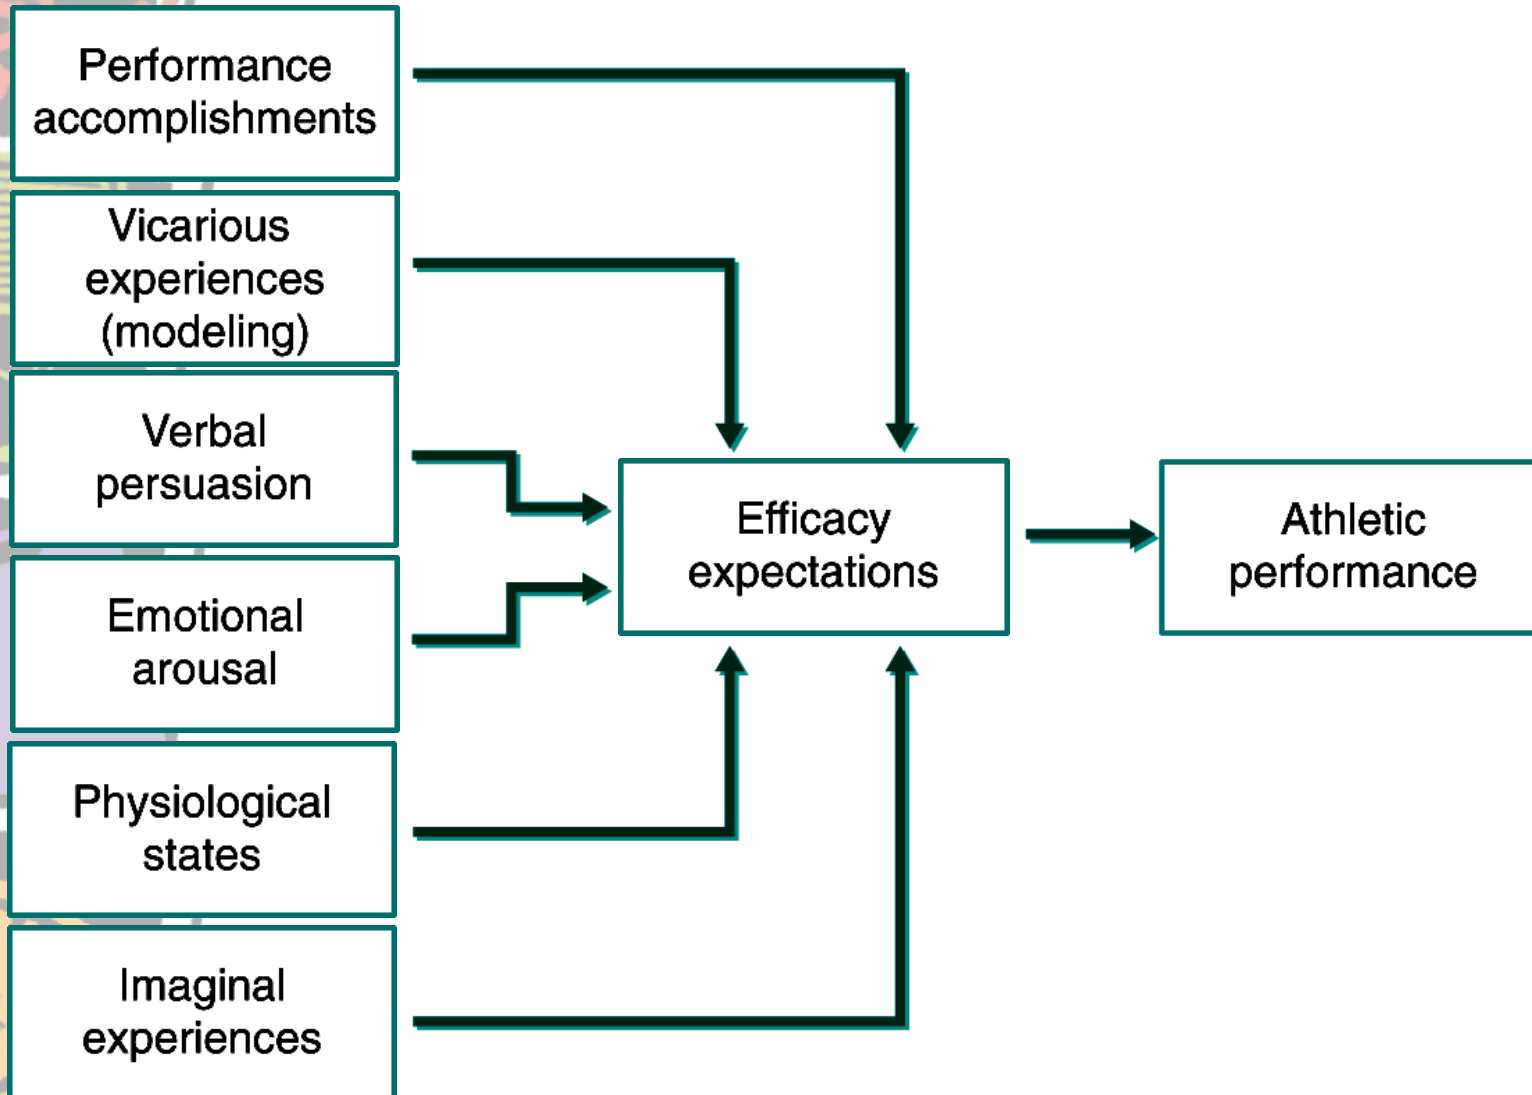 Performance
accomplishments
Vicarious
experiences
(modeling)
Verbal
persuasion
Emotional
arousal
Physiological
states
Imaginal
experiences
Efficacy
expectations
Athletic
performance